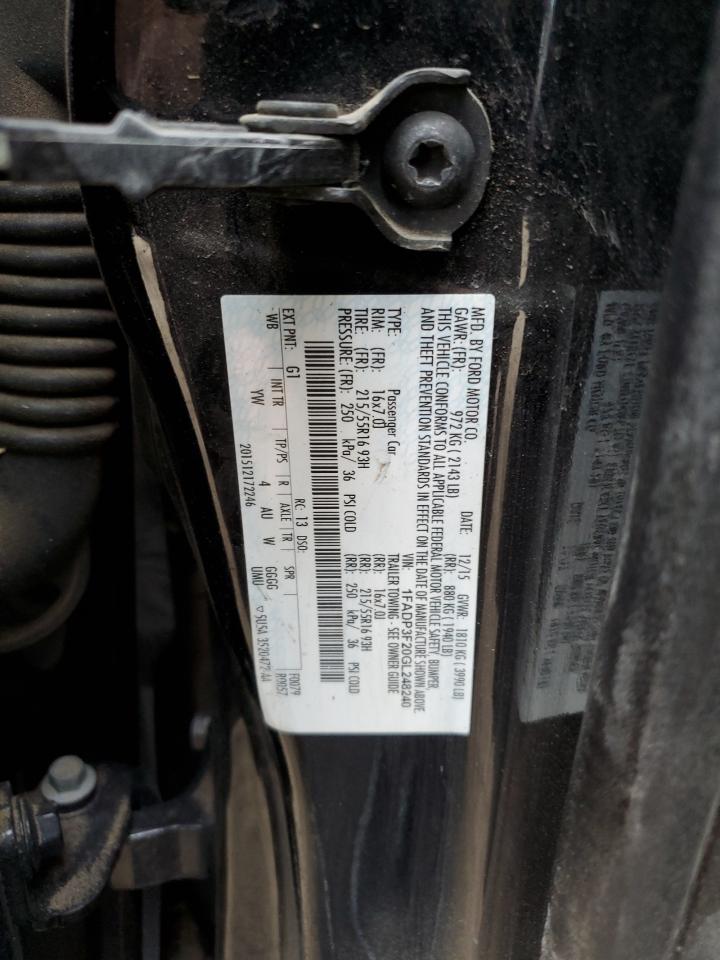 MFD. BY FORD MOTOR CO.
DATE: 12/15 GVWR: 1810 KG ( 3990 LB)
GAWR: (FR): 972 KG ( 2143 LB) (RR): 880 KG ( 1940 LB)
THIS VEHICLE CONFORMS TO ALL APPLICABLE FEDERAL MOTOR VEHICLE SAFETY, BUMPER,
AND THEFT PREVENTION STANDARDS IN EFFECT ON THE DATE OF MANUFACTURE SHOWN ABOVE.
VIN: 1FADP3F20GL248240
TYPE: Passenger Car TRAILER TOWING - SEE OWNER GUIDE
RIM: (FR): 16x7.0J (RR): 16x7.0J
TIRE: (FR): 215/55R16 93H (RR): 215/55R16 93H
PRESSURE: (FR): 250 kPa/ 36 PSI COLD (RR): 250 kPa/ 36 PSI COLD
EXT PNT: G1 RC: 13 DSO: F0079
R0057
WB INT TR TP/PS R AXLE TR SPR
YW 4 AU W GGGG
UMU
5U5A 3520472 AA
201512172246